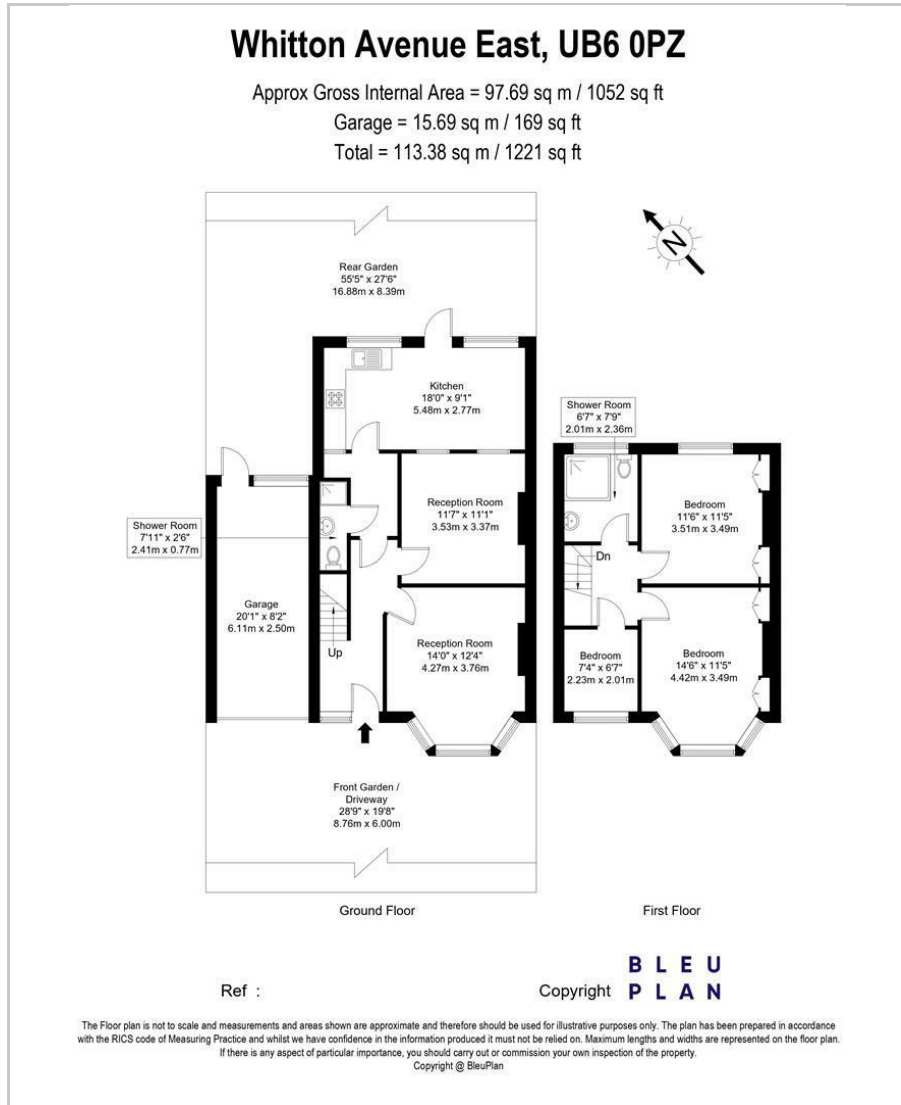 Whitton Avenue East, UB6 0PZ
Approx Gross Internal Area = 97.69 sq m / 1052 sq ft
Garage = 15.69 sq m / 169 sq ft
Total = 113.38 sq m / 1221 sq ft
N
Rear Garden
55'5" x 27'6"
16.88m x 8.39m
Kitchen
18'0" x 9'1"
5.48m x 2.77m
Shower Room
6'7" x 7'9"
2.01m x 2.36m
Reception Room
11'7" x 11'1"
3.53m x 3.37m
Bedroom
11'6" x 11'5"
3.51m x 3.49m
Shower Room
7'11" x 2'6"
2.41m x 0.77m
Dn
Garage
20'1" x 8'2"
6.11m x 2.50m
Up
Reception Room
14'0" x 12'4"
4.27m x 3.76m
Bedroom
7'4" x 6'7"
2.23m x 2.01m
Bedroom
14'6" x 11'5"
4.42m x 3.49m
Front Garden /
Driveway
28'9" x 19'8"
8.76m x 6.00m
Ground Floor
First Floor
Ref :
Copyright
BLEU
PLAN
The Floor plan is not to scale and measurements and areas shown are approximate and therefore should be used for illustrative purposes only. The plan has been prepared in accordance
with the RICS code of Measuring Practice and whilst we have confidence in the information produced it must not be relied on. Maximum lengths and widths are represented on the floor plan.
If there is any aspect of particular importance, you should carry out or commission your own inspection of the property.
Copyright @ BleuPlan